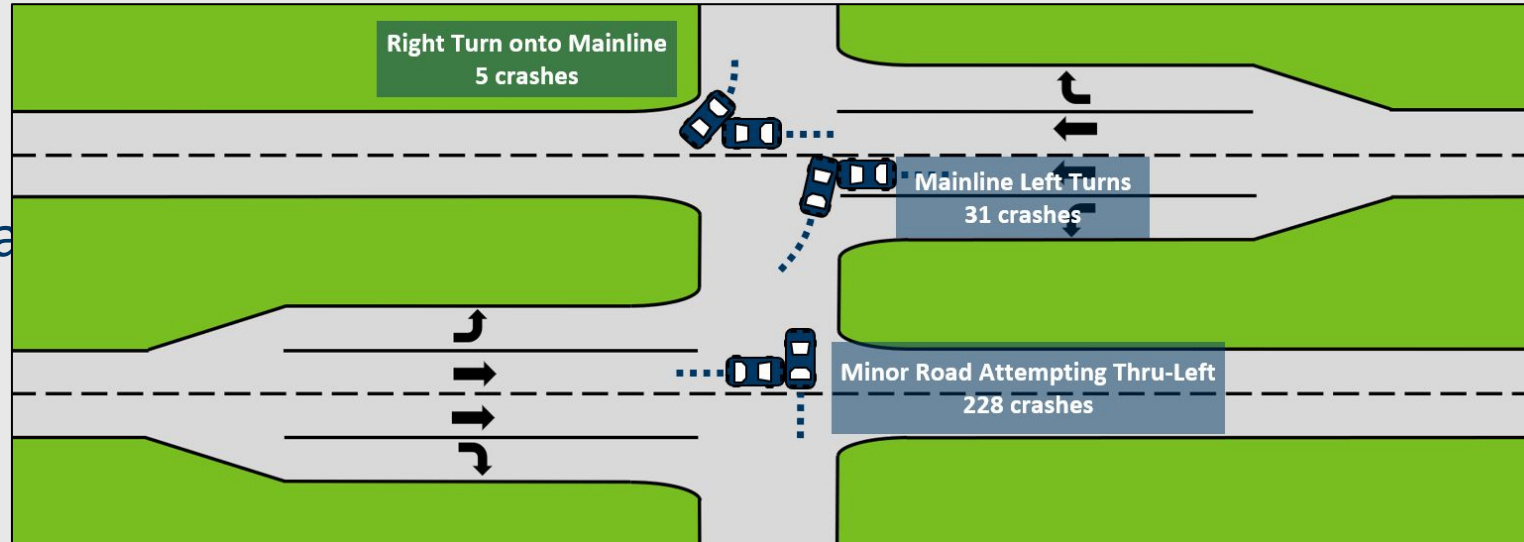 Right Turn onto Mainline
5 crashes
Mainline Left Turns
31 crashes
a
Minor Road Attempting Thru-Left
228 crashes